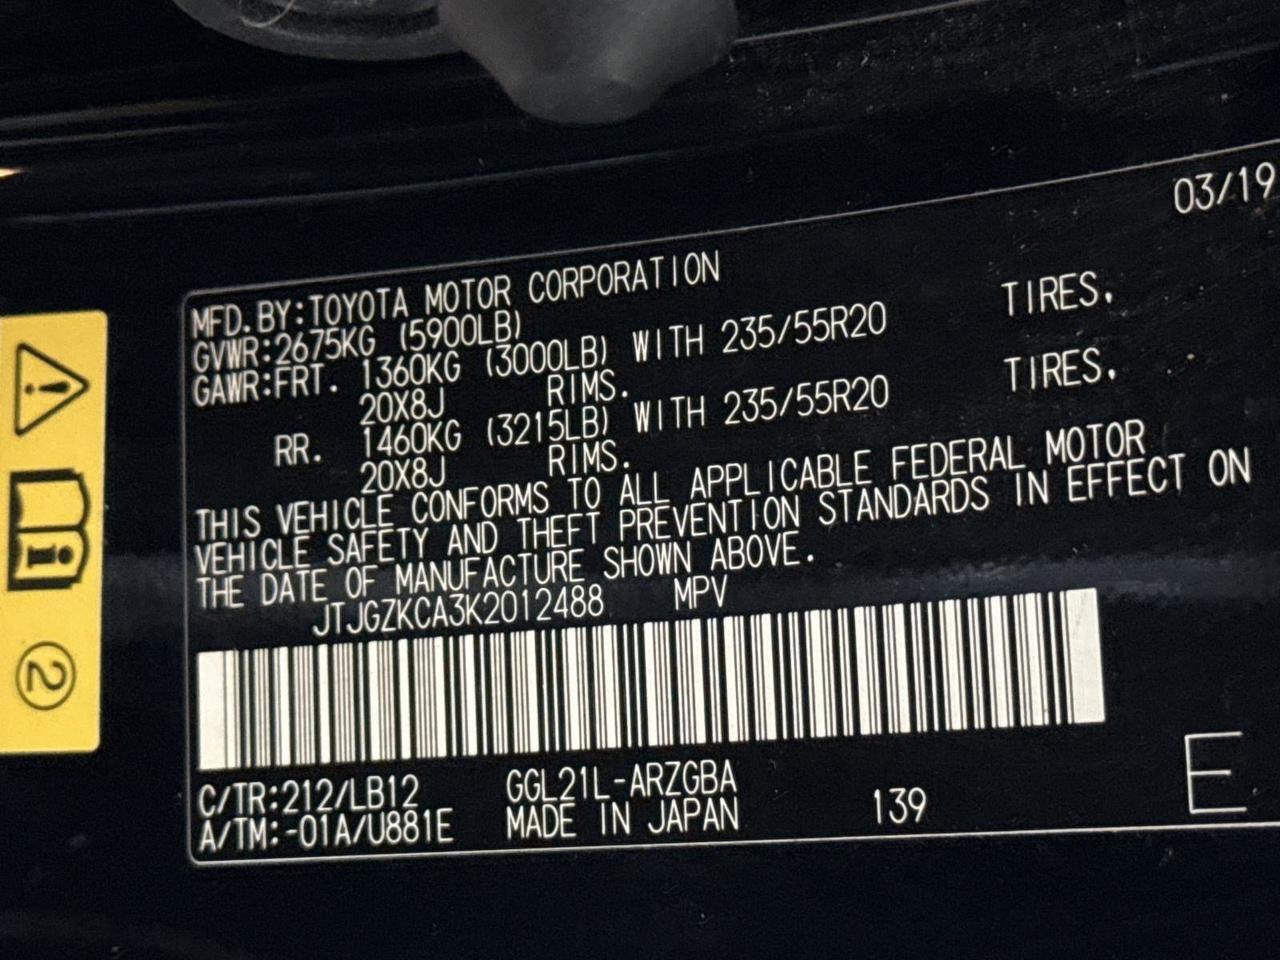 03/19
MFD.BY:TOYOTA MOTOR CORPORATION
GVWR:2675KG (5900LB)
GAWR:FRT. 1360KG (3000LB) WITH 235/55R20 TIRES,
20X8J RIMS.
RR. 1460KG (3215LB) WITH 235/55R20 TIRES,
20X8J RIMS.
THIS VEHICLE CONFORMS TO ALL APPLICABLE FEDERAL MOTOR
VEHICLE SAFETY AND THEFT PREVENTION STANDARDS IN EFFECT ON
THE DATE OF MANUFACTURE SHOWN ABOVE.
JTJGZKCA3K2012488 MPV
C/TR:212/LB12 GGL21L-ARZGBA
A/TM:-01A/U881E MADE IN JAPAN 139 E
2